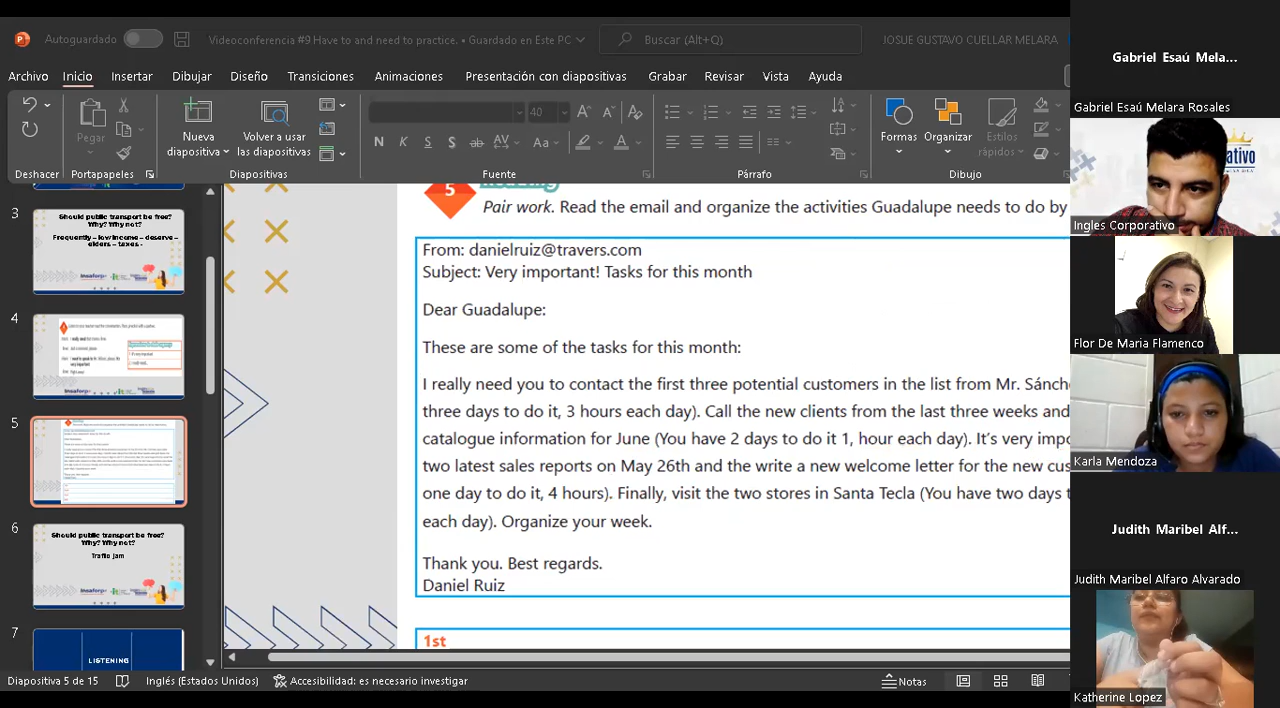 Autoguardado
Videoconferencia #9 Have to and need to practice. • Guardado en Este PC
Buscar (Alt+Q)
JOSUE GUSTAVO CUELLAR MELARA
Archivo Inicio Insertar Dibujar Diseño Transiciones Animaciones Presentación con diapositivas Grabar Revisar Vista Ayuda
Pegar
Nueva diapositiva
Volver a usar las diapositivas
40
Formas
Organizar
Estilos rápidos
Deshacer Portapapeles Diapositivas Fuente Párrafo Dibujo
3
Should public transport be free?
Why? Why not?
Frequently – low income – deserve –
elders – taxes -
4
5
6
Should public transport be free?
Why? Why not?
Traffic jam
7
LISTENING
5
Pair work. Read the email and organize the activities Guadalupe needs to do by
From: danielruiz@travers.com
Subject: Very important! Tasks for this month
Dear Guadalupe:
These are some of the tasks for this month:
I really need you to contact the first three potential customers in the list from Mr. Sánch
three days to do it, 3 hours each day). Call the new clients from the last three weeks and
catalogue information for June (You have 2 days to do it 1, hour each day). It's very impo
two latest sales reports on May 26th and the write a new welcome letter for the new cus
one day to do it, 4 hours). Finally, visit the two stores in Santa Tecla (You have two days t
each day). Organize your week.
Thank you. Best regards.
Daniel Ruiz
1st
Diapositiva 5 de 15
Inglés (Estados Unidos)
Accesibilidad: es necesario investigar
Notas
Gabriel Esaú Mela...
Gabriel Esaú Melara Rosales
Ingles Corporativo
Flor De Maria Flamenco
Karla Mendoza
Judith Maribel Alf...
Judith Maribel Alfaro Alvarado
Katherine Lopez